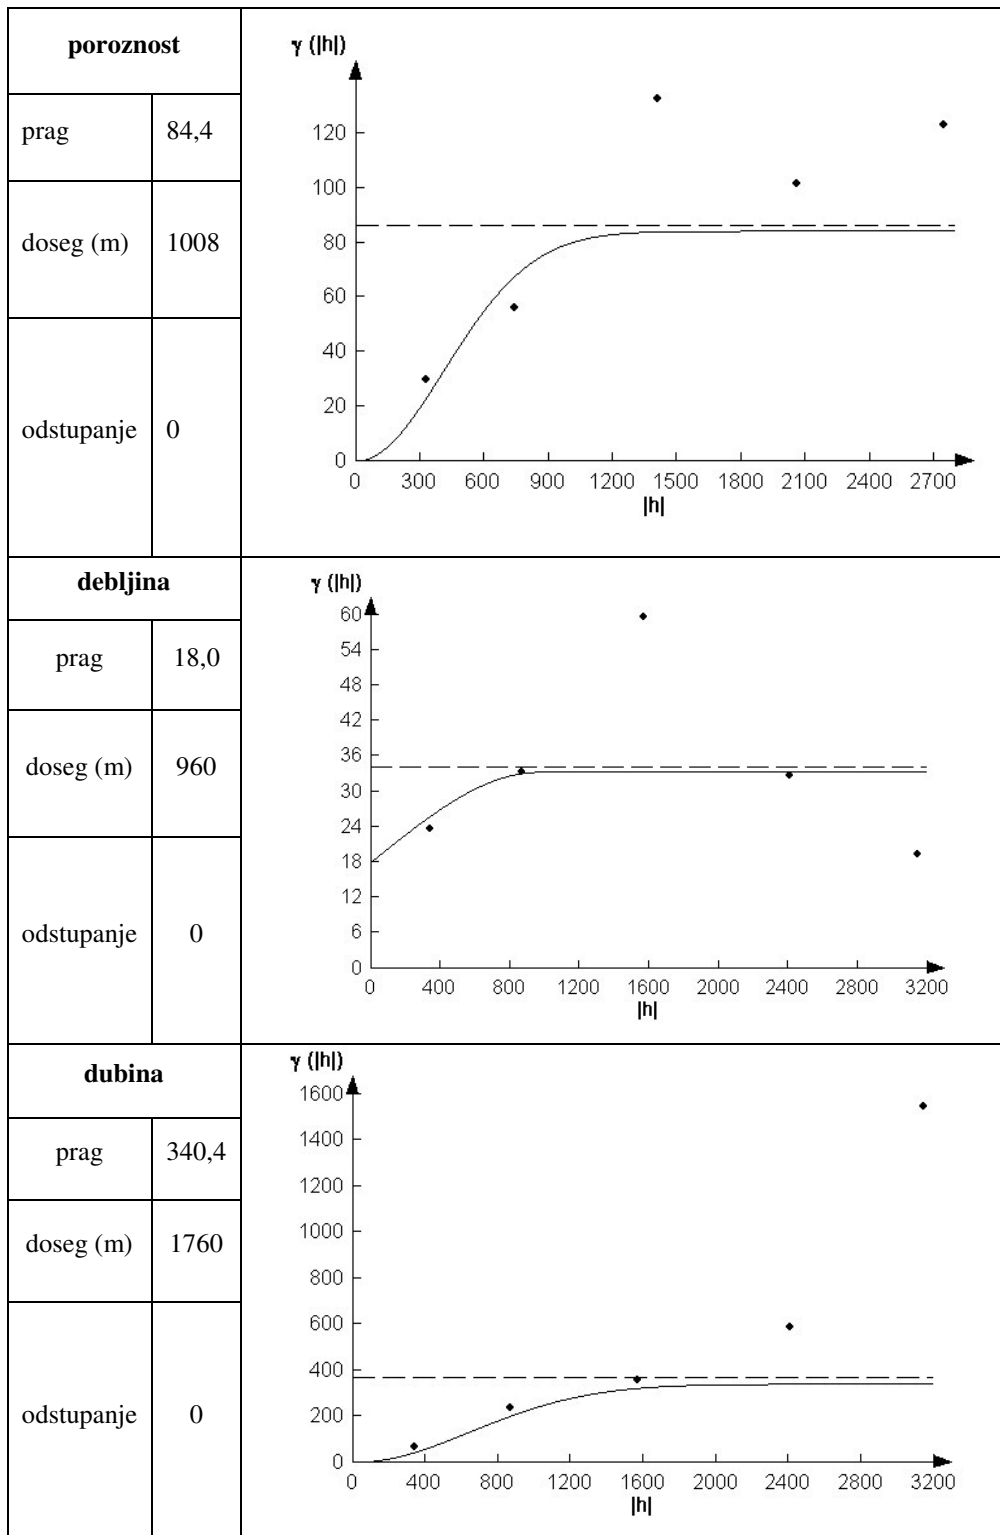 poroznost
prag 84,4
doseg (m) 1008
odstupanje 0
γ (|h|)
120
100
80
60
40
20
0
0 300 600 900 1200 1500 1800 2100 2400 2700
|h|
debljina
prag 18,0
doseg (m) 960
odstupanje 0
γ (|h|)
60
54
48
42
36
30
24
18
12
6
0
0 400 800 1200 1600 2000 2400 2800 3200
|h|
dubina
prag 340,4
doseg (m) 1760
odstupanje 0
γ (|h|)
1600
1400
1200
1000
800
600
400
200
0
0 400 800 1200 1600 2000 2400 2800 3200
|h|